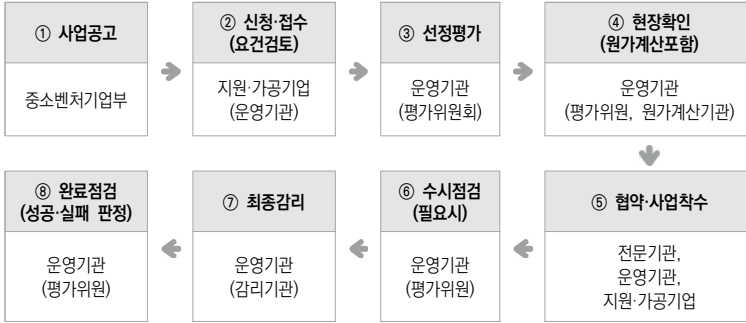 ① 사업공고
중소벤처기업부
② 신청·접수
(요건검토)
지원·가공기업
(운영기관)
③ 선정평가
운영기관
(평가위원회)
④ 현장확인
(원가계산포함)
운영기관
(평가위원, 원가계산기관)
⑤ 협약·사업착수
전문기관,
운영기관,
지원·가공기업
⑥ 수시점검
(필요시)
운영기관
(평가위원)
⑦ 최종감리
운영기관
(감리기관)
⑧ 완료점검
(성공·실패 판정)
운영기관
(평가위원)